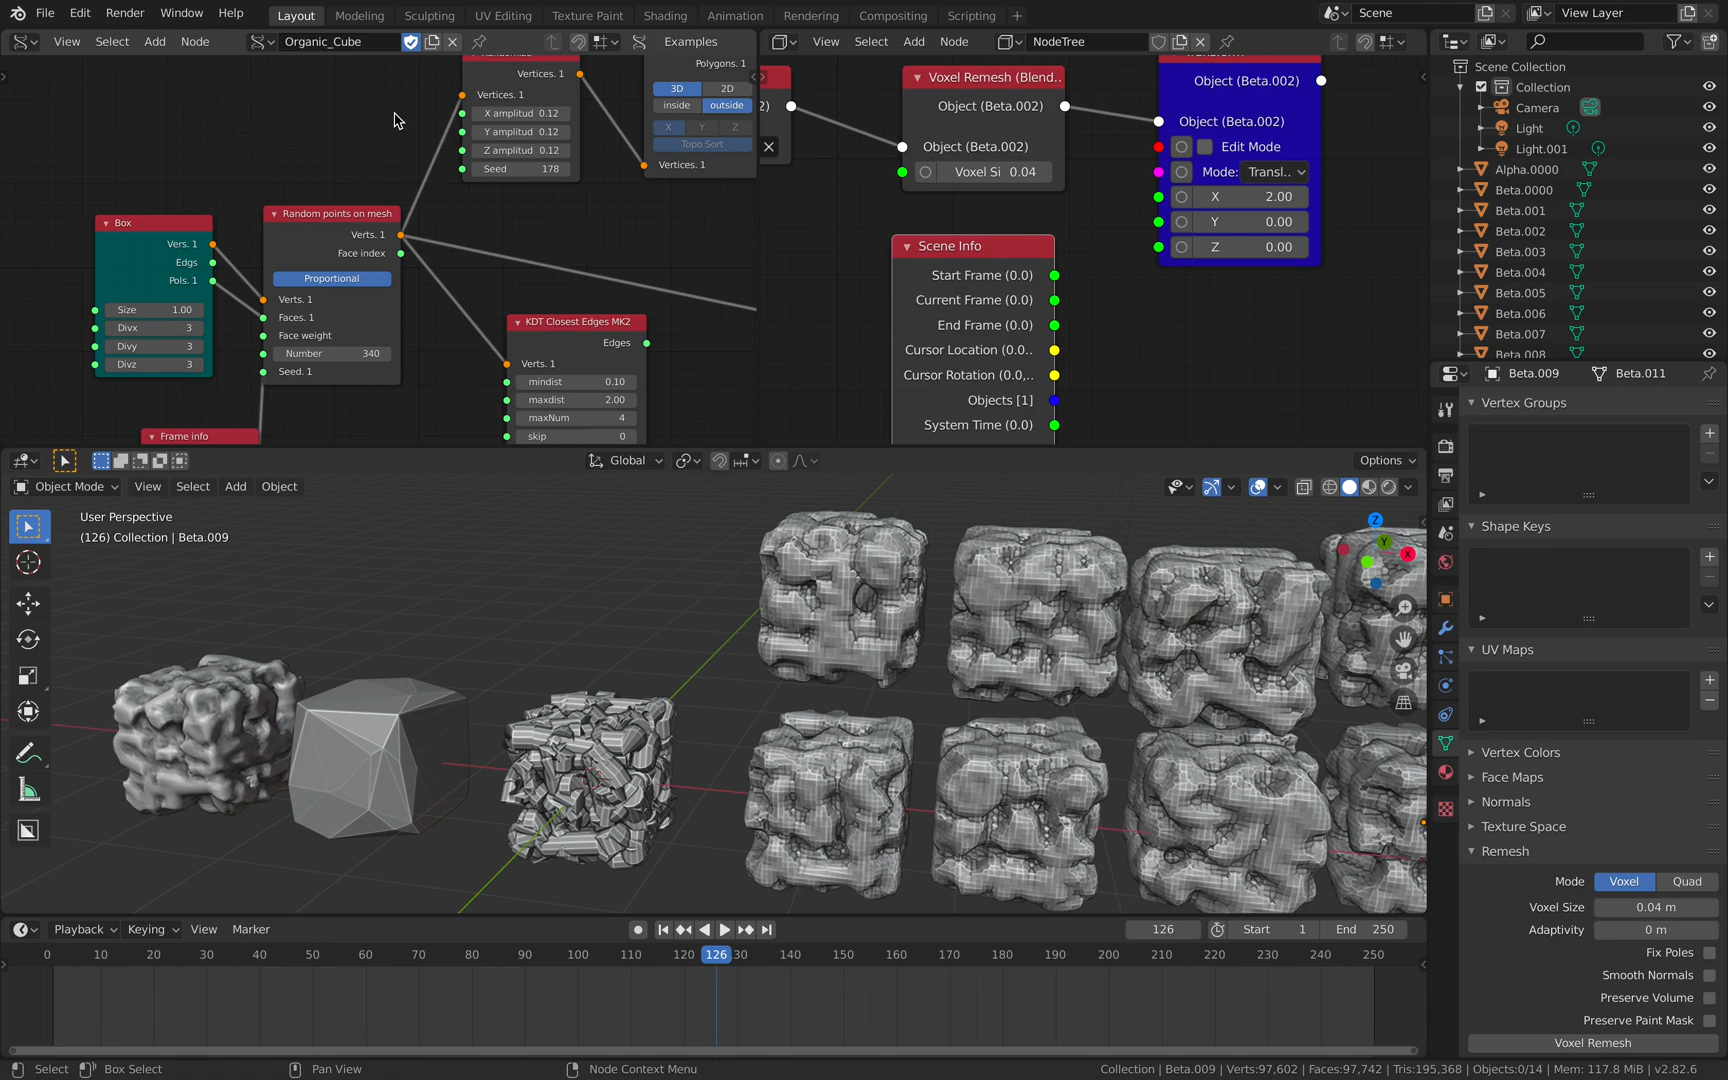 File Edit Render Window Help Layout Modeling Sculpting UV Editing Texture Paint Shading Animation Rendering Compositing Scripting + Scene View Layer
View Select Add Node Organic_Cube Examples
View Select Add Node NodeTree
Vertices. 1
Vertices. 1
X amplitud 0.12
Y amplitud 0.12
Z amplitud 0.12
Seed 178
Polygons. 1
3D 2D
inside outside
X Y Z
Topo Sort
Vertices. 1
Box
Vers. 1
Edgs
Pols. 1
Size 1.00
Divx 3
Divy 3
Divz 3
Random points on mesh
Verts. 1
Face index
Proportional
Verts. 1
Faces. 1
Face weight
Number 340
Seed. 1
Frame info
KDT Closest Edges MK2
Edges
Verts. 1
mindist 0.10
maxdist 2.00
maxNum 4
skip 0
2)
Voxel Remesh (Blend..
Object (Beta.002)
Object (Beta.002)
Voxel Si 0.04
Scene Info
Start Frame (0.0)
Current Frame (0.0)
End Frame (0.0)
Cursor Location (0.0..
Cursor Rotation (0.0,..
Objects [1]
System Time (0.0)
Object (Beta.002)
Object (Beta.002)
Edit Mode
Mode: Transl..
X 2.00
Y 0.00
Z 0.00
Scene Collection
Collection
Camera
Light
Light.001
Alpha.0000
Beta.0000
Beta.001
Beta.002
Beta.003
Beta.004
Beta.005
Beta.006
Beta.007
Beta.008
Beta.009 Beta.011
Vertex Groups
Shape Keys
UV Maps
Vertex Colors
Face Maps
Normals
Texture Space
Remesh
Mode Voxel Quad
Voxel Size 0.04 m
Adaptivity 0 m
Fix Poles
Smooth Normals
Preserve Volume
Preserve Paint Mask
Voxel Remesh
Global Options
Object Mode View Select Add Object
User Perspective
(126) Collection | Beta.009
Z
Y
X
Playback Keying View Marker 126 Start 1 End 250
0 10 20 30 40 50 60 70 80 90 100 110 120 126 30 140 150 160 170 180 190 200 210 220 230 240 250
Select Box Select Pan View Node Context Menu Collection | Beta.009 | Verts:97,602 | Faces:97,742 | Tris:195,368 | Objects:0/14 | Mem: 117.8 MiB | v2.82.6